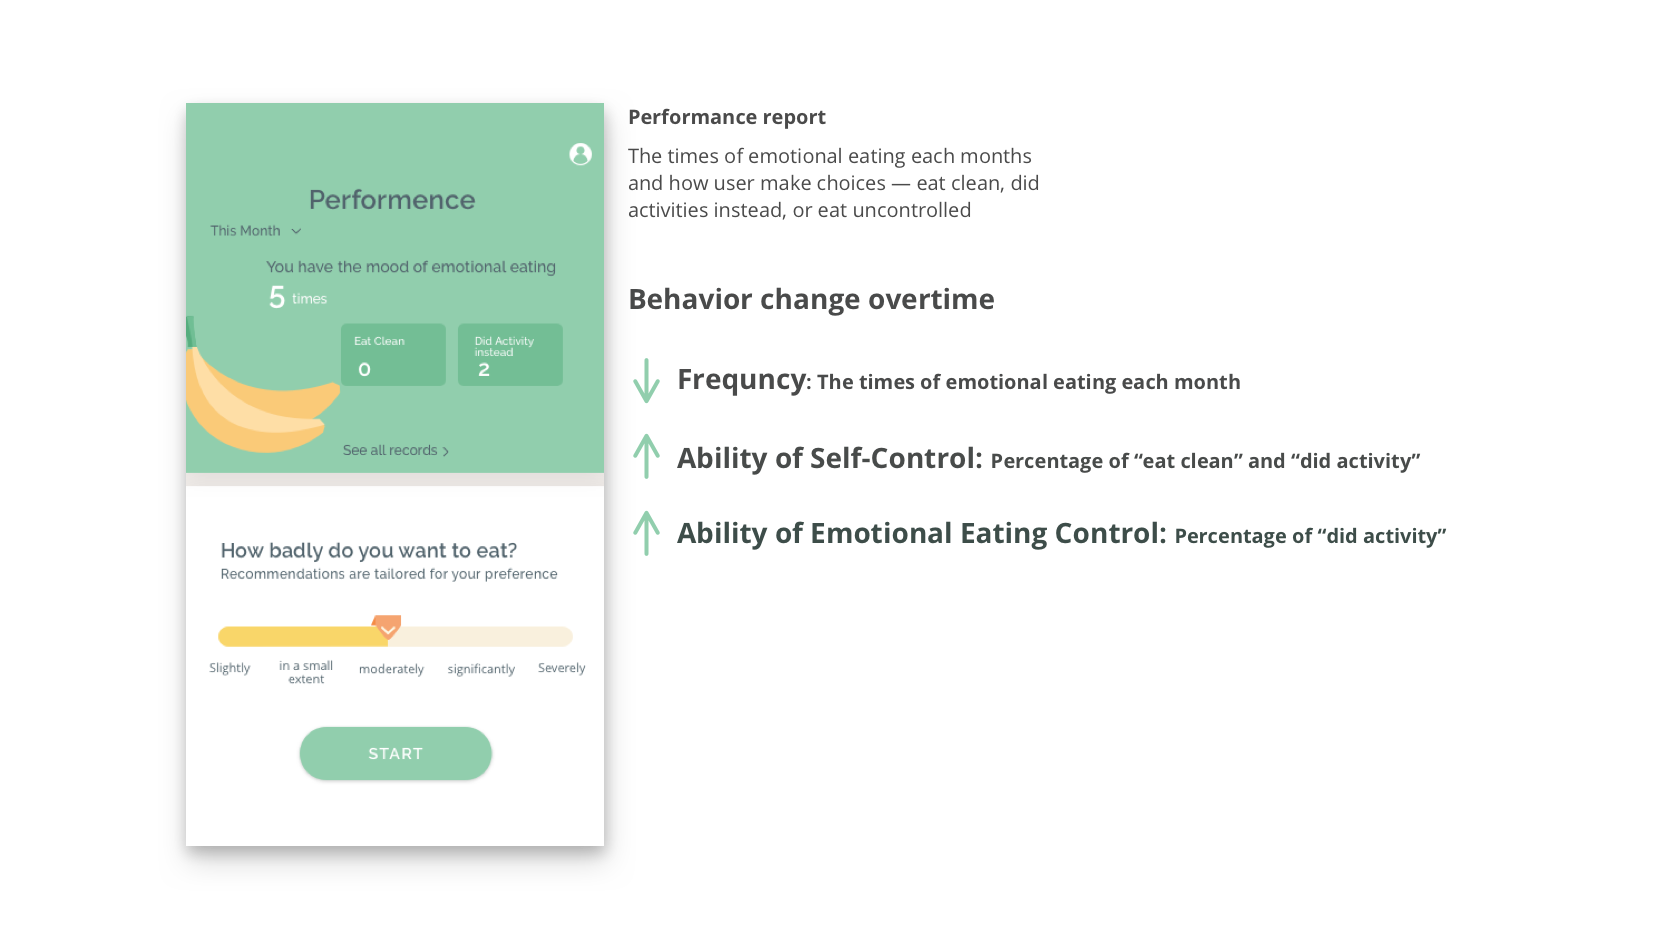 Performence
This Month
You have the mood of emotional eating
5 times
Eat Clean
0
Did Activity
instead
2
See all records
How badly do you want to eat?
Recommendations are tailored for your preference
Slightly
in a small
extent
moderately
significantly
Severely
START
Performance report
The times of emotional eating each months
and how user make choices — eat clean, did
activities instead, or eat uncontrolled
Behavior change overtime
Frequncy: The times of emotional eating each month
Ability of Self-Control: Percentage of “eat clean” and “did activity”
Ability of Emotional Eating Control: Percentage of “did activity”